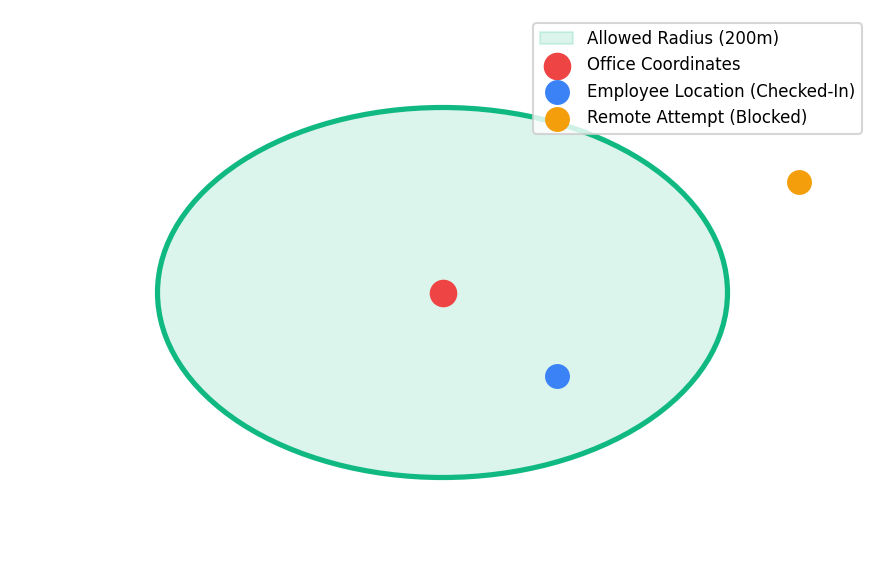 Allowed Radius (200m)
Office Coordinates
Employee Location (Checked-In)
Remote Attempt (Blocked)